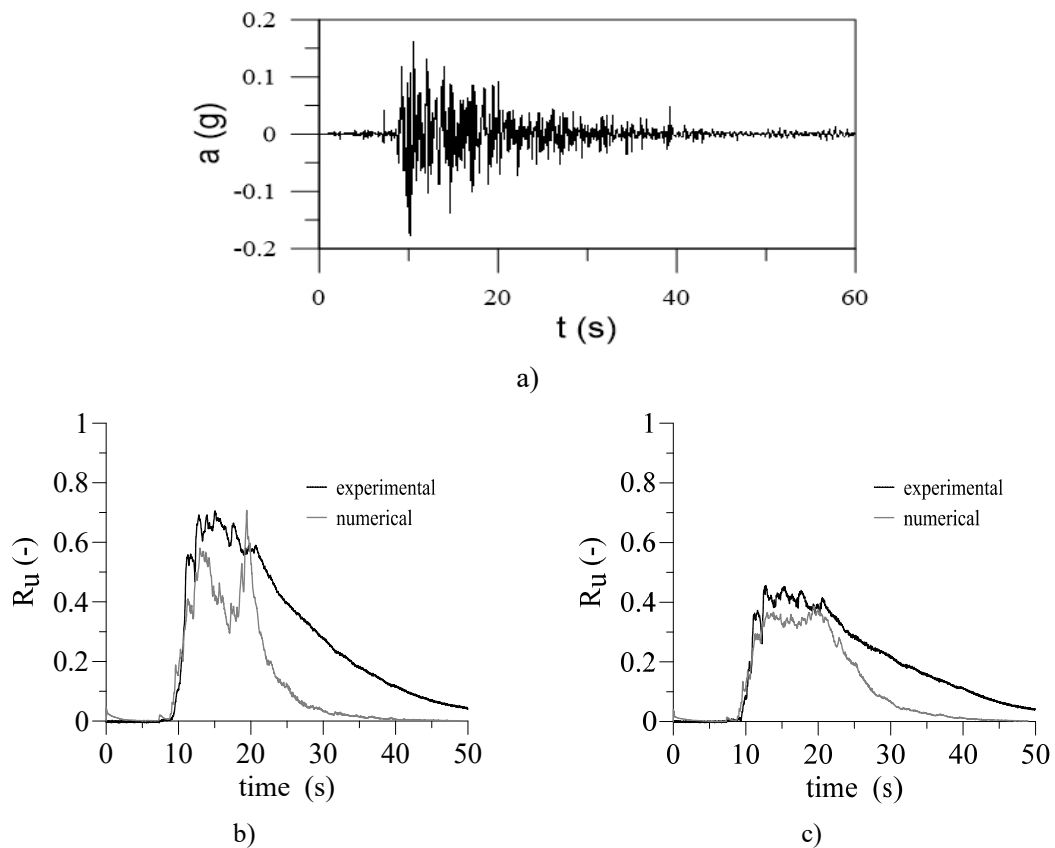 0.2
0.1
0
-0.1
-0.2
a (g)
0 20 40 60
t (s)
a)
1
0.8
0.6
0.4
0.2
0
Ru (-)
experimental
numerical
0 10 20 30 40 50
time (s)
b)
1
0.8
0.6
0.4
0.2
0
Ru (-)
experimental
numerical
0 10 20 30 40 50
time (s)
c)